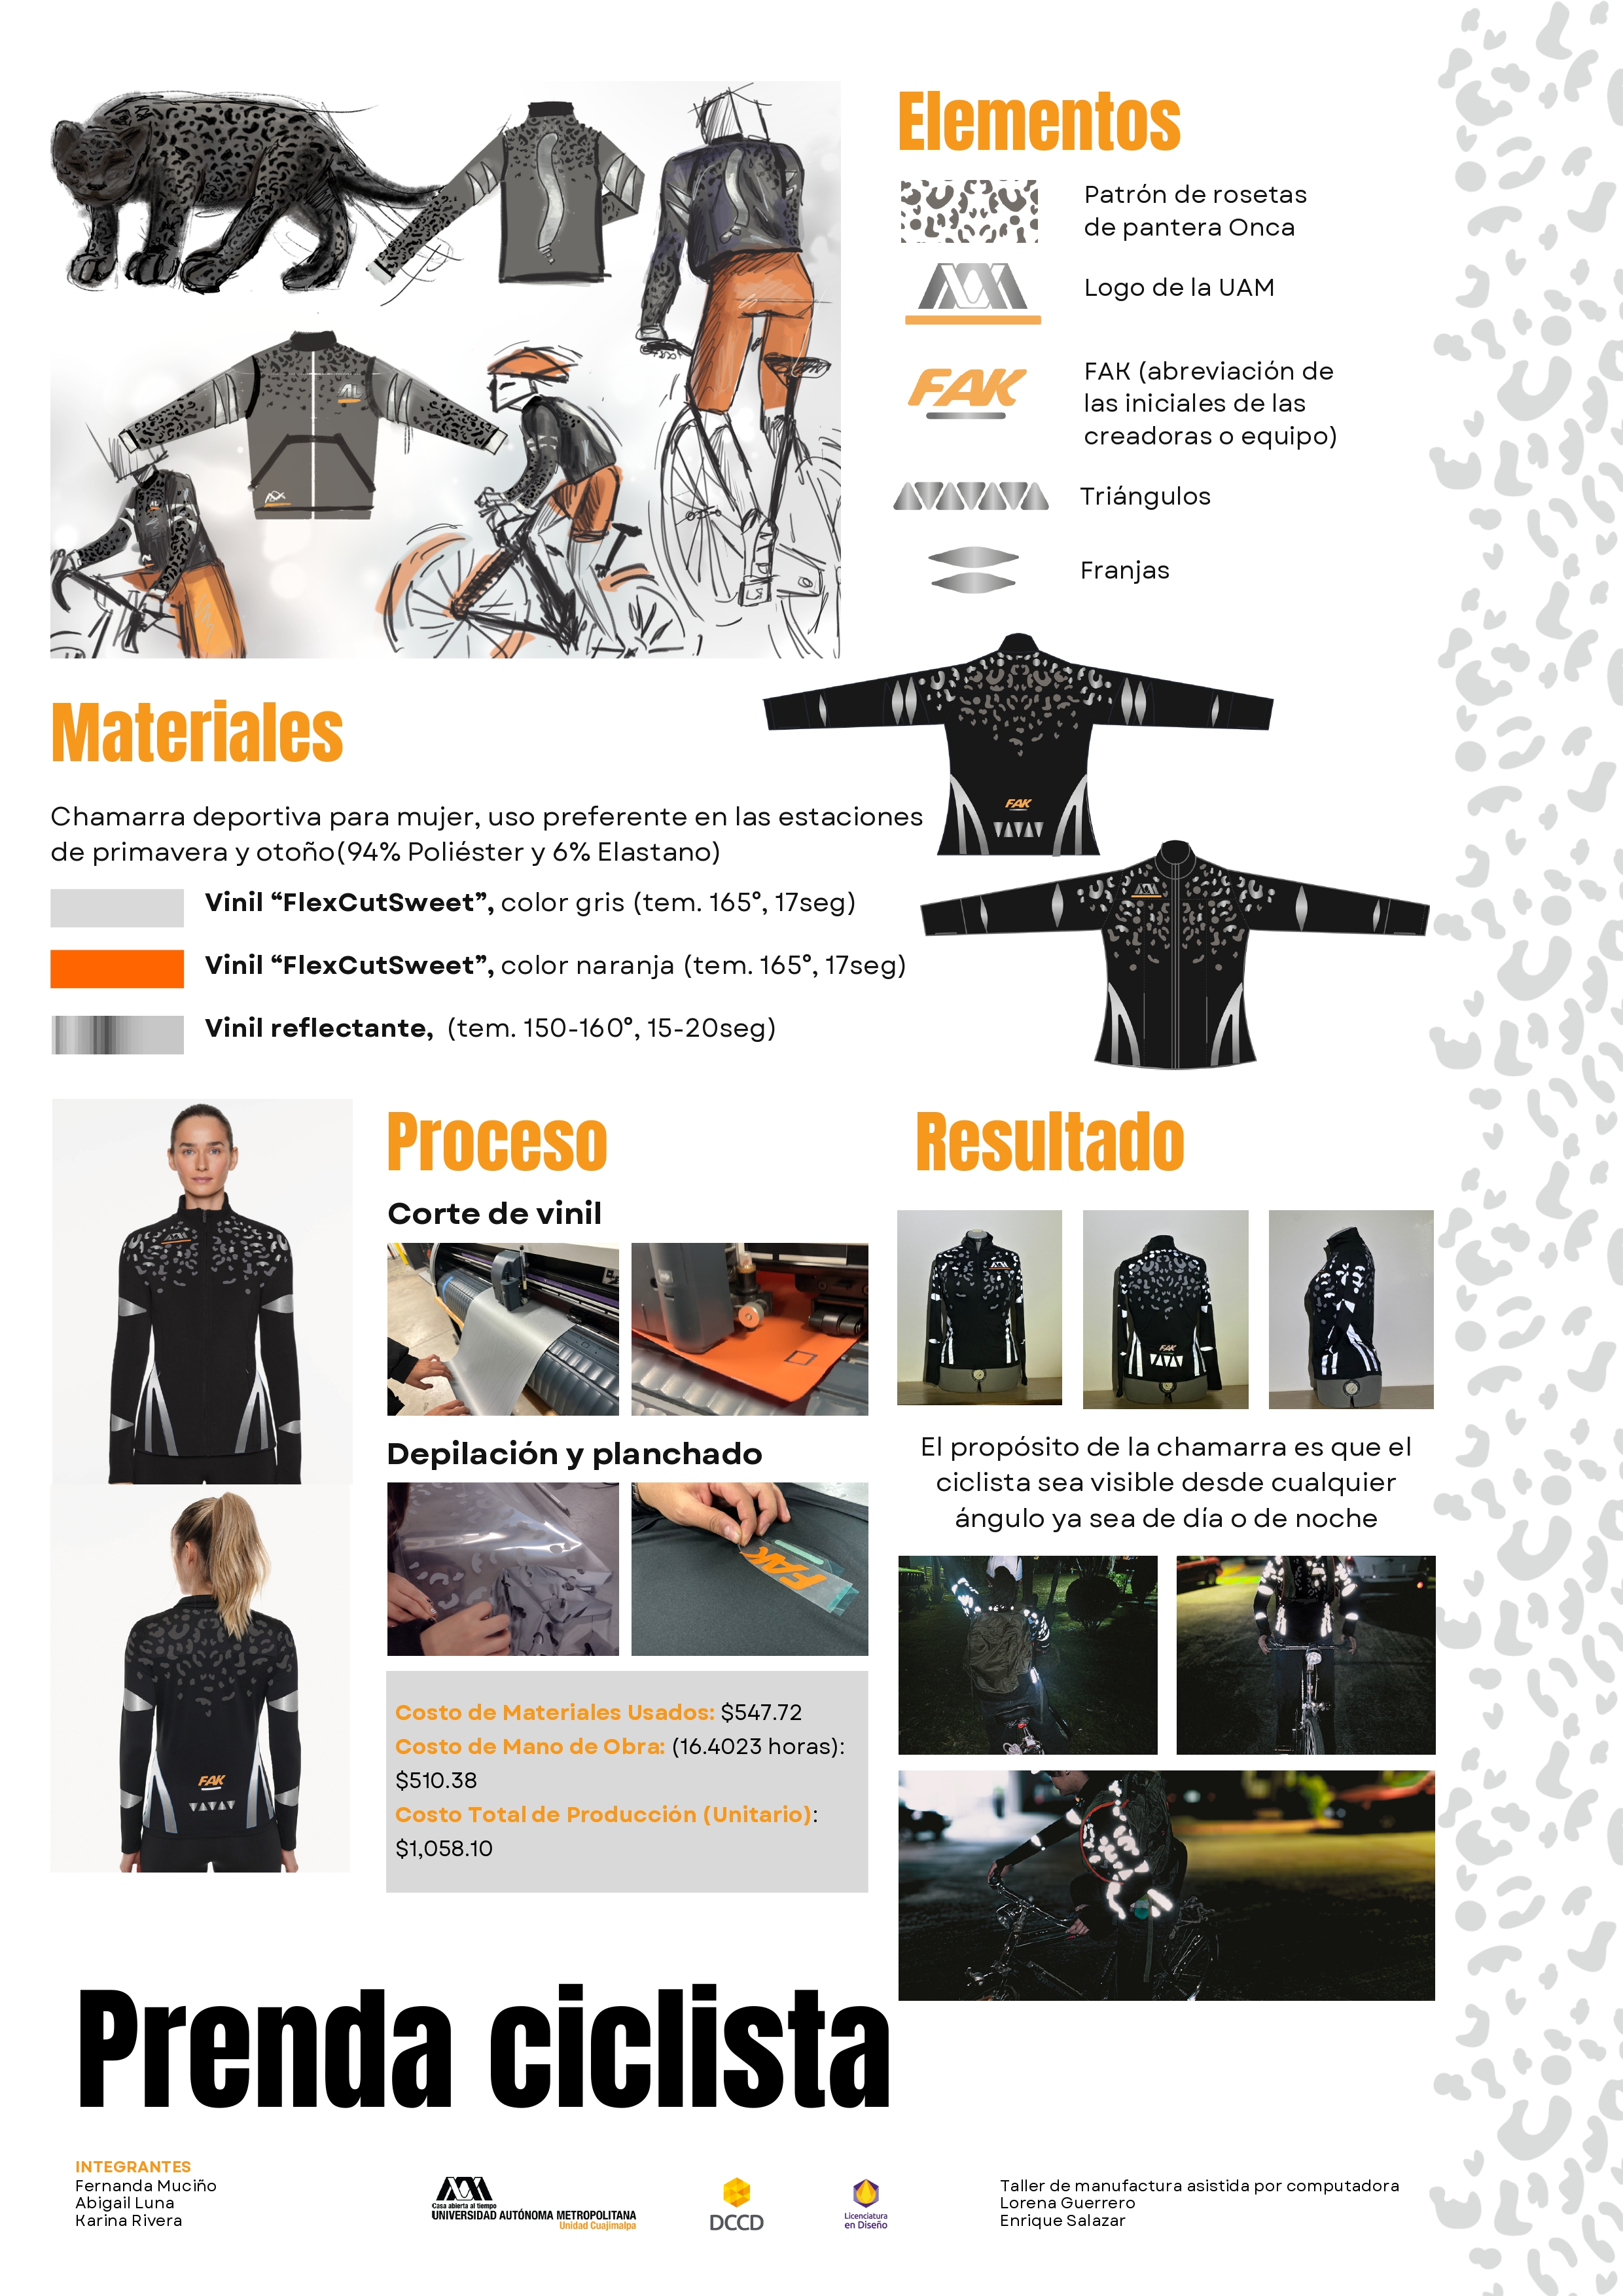 Elementos
Patrón de rosetas
de pantera Onca
Logo de la UAM
FAK
FAK (abreviación de
las iniciales de las
creadoras o equipo)
Triángulos
Franjas
Materiales
Chamarra deportiva para mujer, uso preferente en las estaciones
de primavera y otoño(94% Poliéster y 6% Elastano)
Vinil “FlexCutSweet”, color gris (tem. 165°, 17seg)
Vinil “FlexCutSweet”, color naranja (tem. 165°, 17seg)
Vinil reflectante, (tem. 150-160°, 15-20seg)
FAK
Proceso
Corte de vinil
Depilación y planchado
FAK
Costo de Materiales Usados: $547.72
Costo de Mano de Obra: (16.4023 horas):
$510.38
Costo Total de Producción (Unitario):
$1,058.10
FAK
Resultado
FAK
El propósito de la chamarra es que el
ciclista sea visible desde cualquier
ángulo ya sea de día o de noche
Prenda ciclista
INTEGRANTES
Fernanda Muciño
Abigail Luna
Karina Rivera
Casa abierta al tiempo
UNIVERSIDAD AUTÓNOMA METROPOLITANA
Unidad Cuajimalpa
DCCD
Licenciatura
en Diseño
Taller de manufactura asistida por computadora
Lorena Guerrero
Enrique Salazar